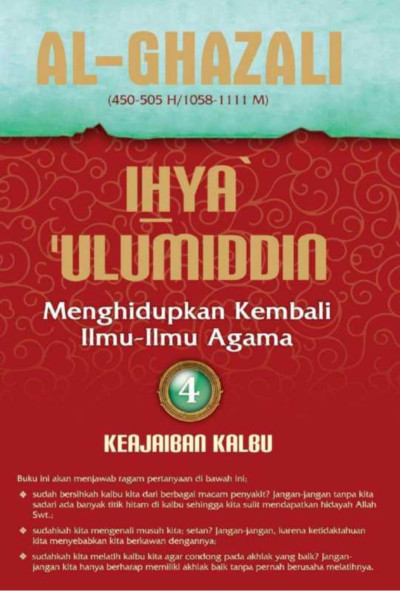 AL-GHAZALI
(450-505 H/1058-1111 M)
IHYA`
'ULUMIDDIN
Menghidupkan Kembali
Ilmu-Ilmu Agama
4
KEAJAIBAN KALBU
Buku ini akan menjawab ragam pertanyaan di bawah ini;
❖ sudah bersihkah kalbu kita dari berbagai macam penyakit? Jangan-jangan tanpa kita
sadari ada banyak titik hitam di kalbu sehingga kita sulit mendapatkan hidayah Allah
Swt.;
❖ sudahkah kita mengenali musuh kita; setan? Jangan-jangan, karena ketidaktahuan
kita menyebabkan kita berkawan dengannya;
❖ sudahkah kita melatih kalbu kita agar condong pada akhlak yang baik? Jangan-
jangan kita hanya berharap memiliki akhlak baik tanpa pernah berusaha melatihnya.